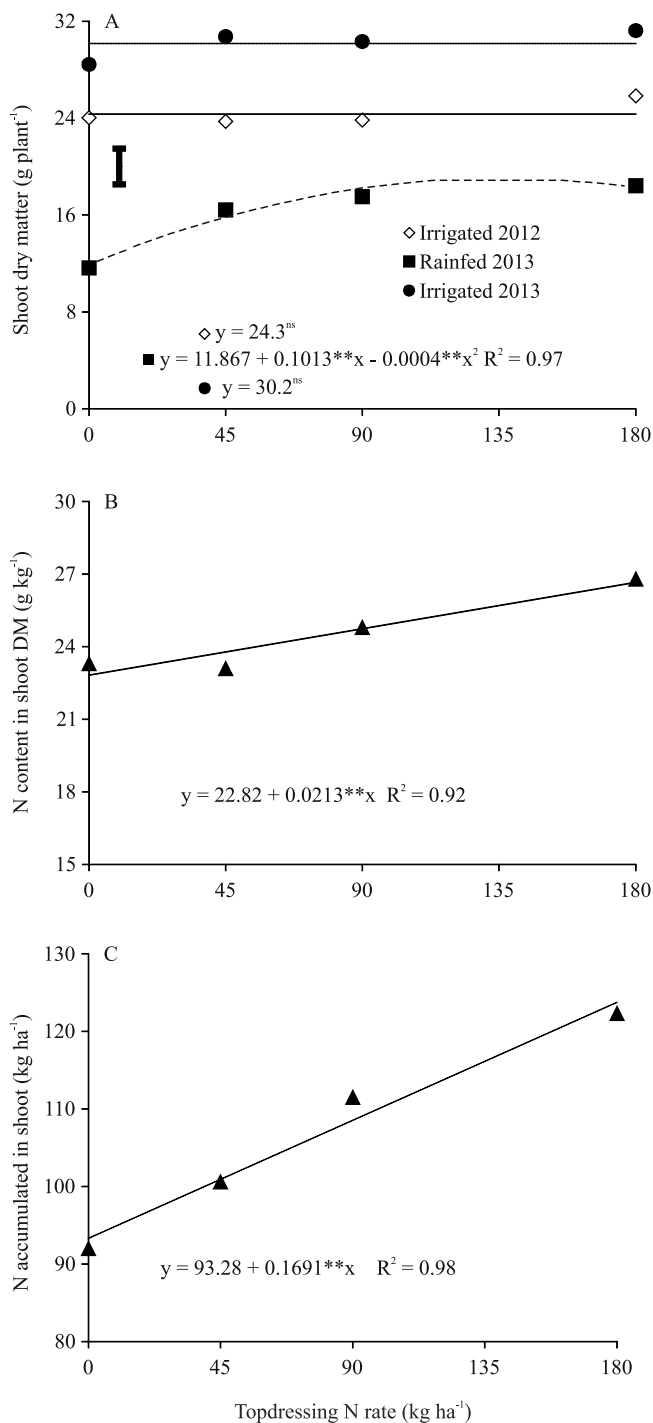 A
Shoot dry matter (g plant⁻¹)
32
24
16
8
0
◇ Irrigated 2012
■ Rainfed 2013
● Irrigated 2013
◇ y = 24.3ⁿˢ
■ y = 11.867 + 0.1013**x - 0.0004**x² R² = 0.97
● y = 30.2ⁿˢ
0 45 90 135 180
B
N content in shoot DM (g kg⁻¹)
30
27
24
21
18
15
y = 22.82 + 0.0213**x R² = 0.92
0 45 90 135 180
C
N accumulated in shoot (kg ha⁻¹)
130
120
110
100
90
80
y = 93.28 + 0.1691**x R² = 0.98
0 45 90 135 180
Topdressing N rate (kg ha⁻¹)